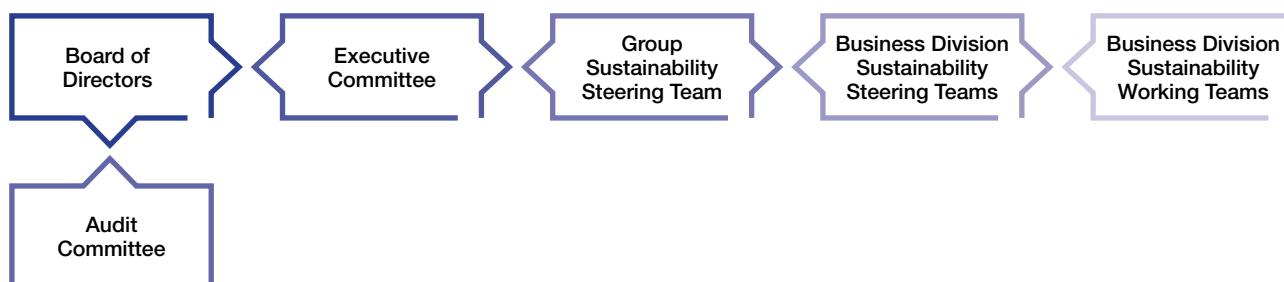 Board of
Directors
Executive
Committee
Group
Sustainability
Steering Team
Business Division
Sustainability
Steering Teams
Business Division
Sustainability
Working Teams
Audit
Committee